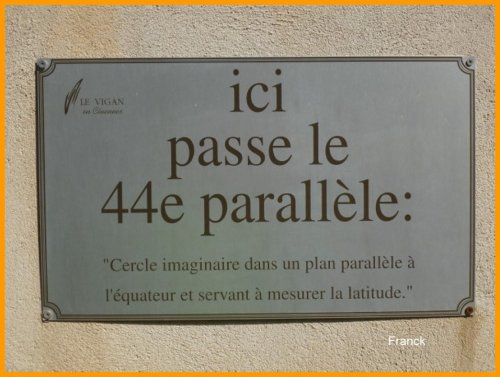 LE VIGAN
en Cévennes
ici
passe le
44e parallèle:
"Cercle imaginaire dans un plan parallèle à
l'équateur et servant à mesurer la latitude."
Franck